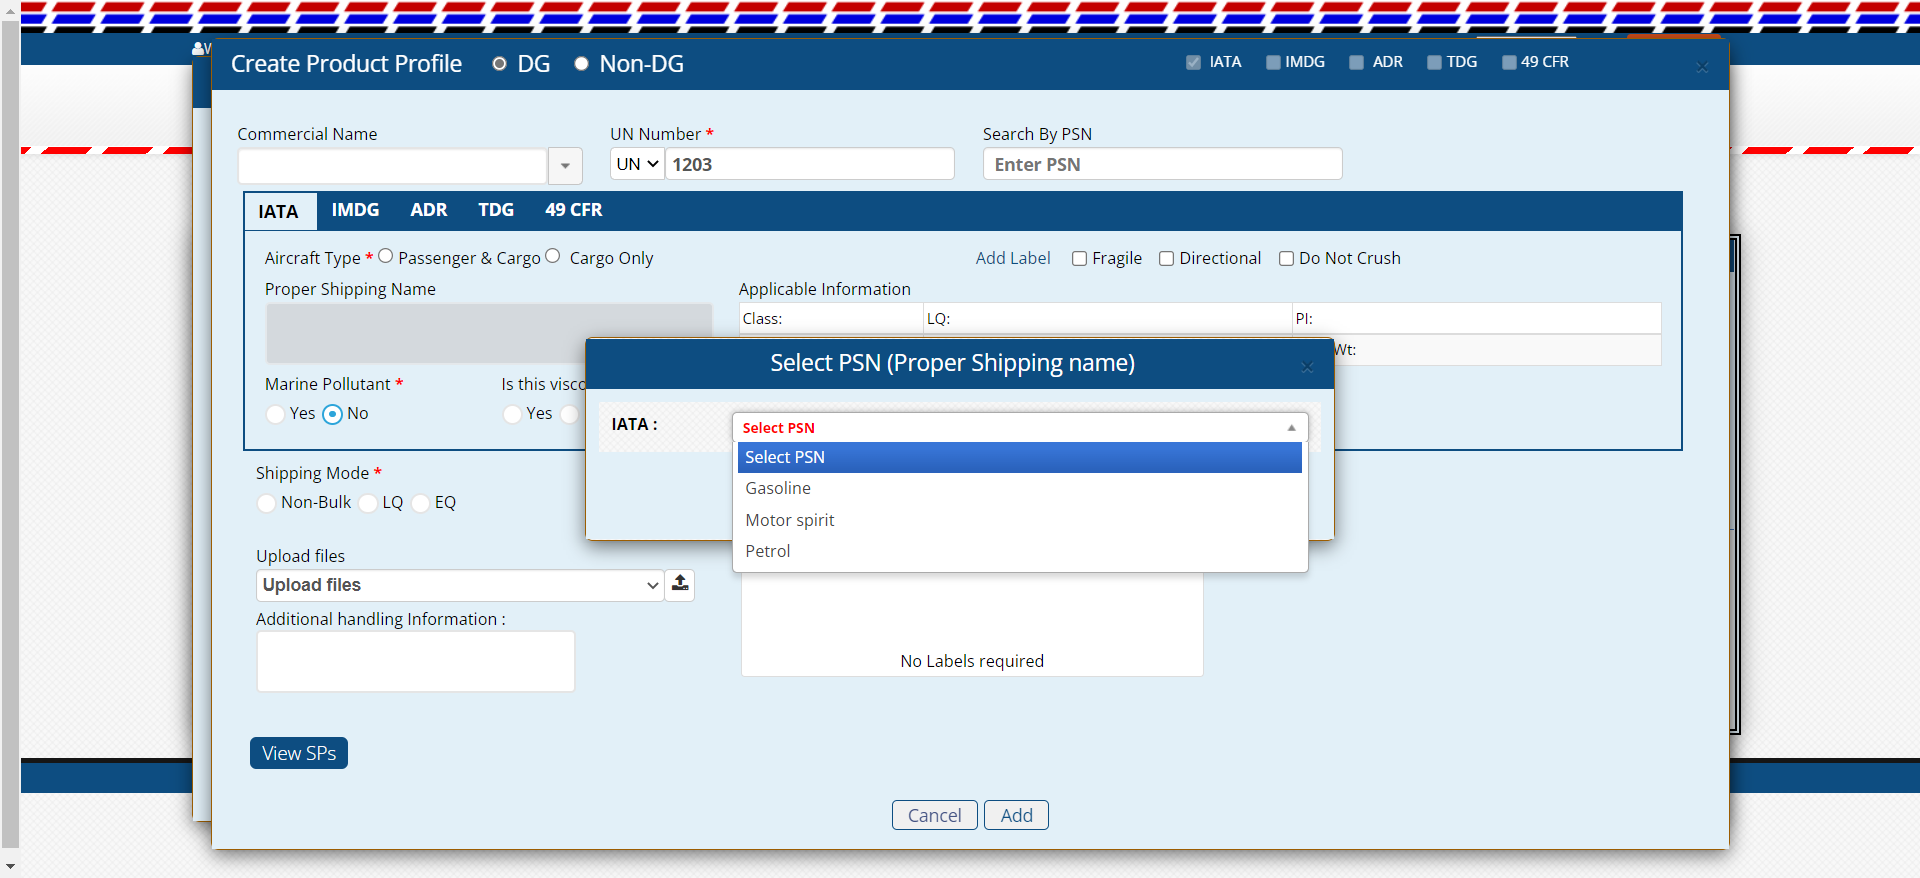 W
Create Product Profile DG Non-DG IATA IMDG ADR TDG 49 CFR
Commercial Name UN Number * Search By PSN
UN 1203 Enter PSN
IATA IMDG ADR TDG 49 CFR
Aircraft Type * Passenger & Cargo Cargo Only Add Label Fragile Directional Do Not Crush
Proper Shipping Name Applicable Information
Class: LQ: PI:
Wt:
Select PSN (Proper Shipping name)
Marine Pollutant * Is this visco
Yes No Yes
IATA :
Select PSN
Select PSN
Gasoline
Motor spirit
Petrol
Shipping Mode *
Non-Bulk LQ EQ
Upload files
Upload files
Additional handling Information :
No Labels required
View SPs
Cancel Add